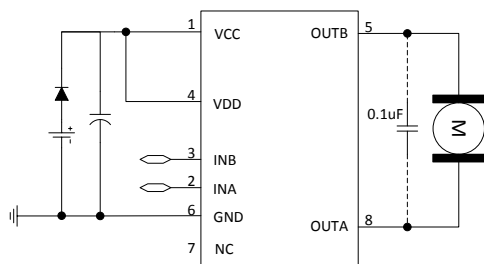 1 VCC OUTB 5
4 VDD
0.1uF
M
+
-
3 INB
2 INA
6 GND OUTA 8
7 NC